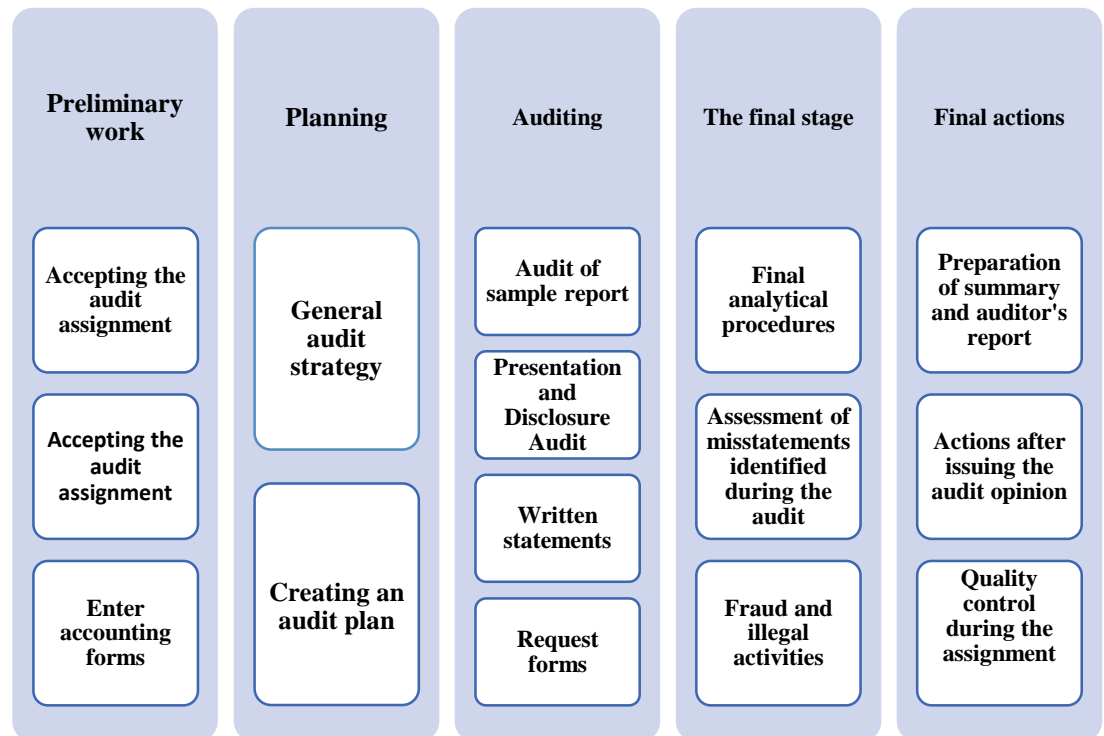 Preliminary
work
Accepting the
audit
assignment
Accepting the
audit
assignment
Enter
accounting
forms
Planning
General
audit
strategy
Creating an
audit plan
Auditing
Audit of
sample report
Presentation
and
Disclosure
Audit
Written
statements
Request
forms
The final stage
Final
analytical
procedures
Assessment of
misstatements
identified
during the
audit
Fraud and
illegal
activities
Final actions
Preparation
of summary
and auditor's
report
Actions after
issuing the
audit opinion
Quality
control
during the
assignment